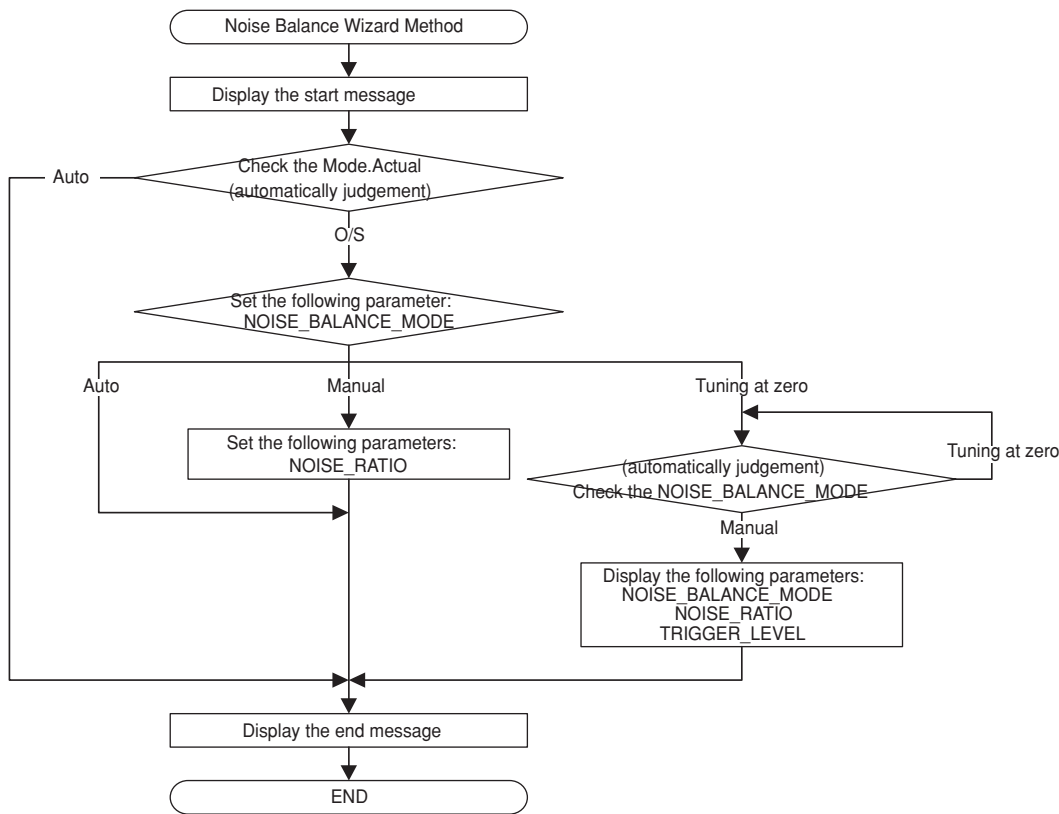 Noise Balance Wizard Method
Display the start message
Auto
Check the Mode.Actual
(automatically judgement)
O/S
Set the following parameter:
NOISE_BALANCE_MODE
Auto
Manual
Tuning at zero
Set the following parameters:
NOISE_RATIO
Tuning at zero
(automatically judgement)
Check the NOISE_BALANCE_MODE
Manual
Display the following parameters:
NOISE_BALANCE_MODE
NOISE_RATIO
TRIGGER_LEVEL
Display the end message
END